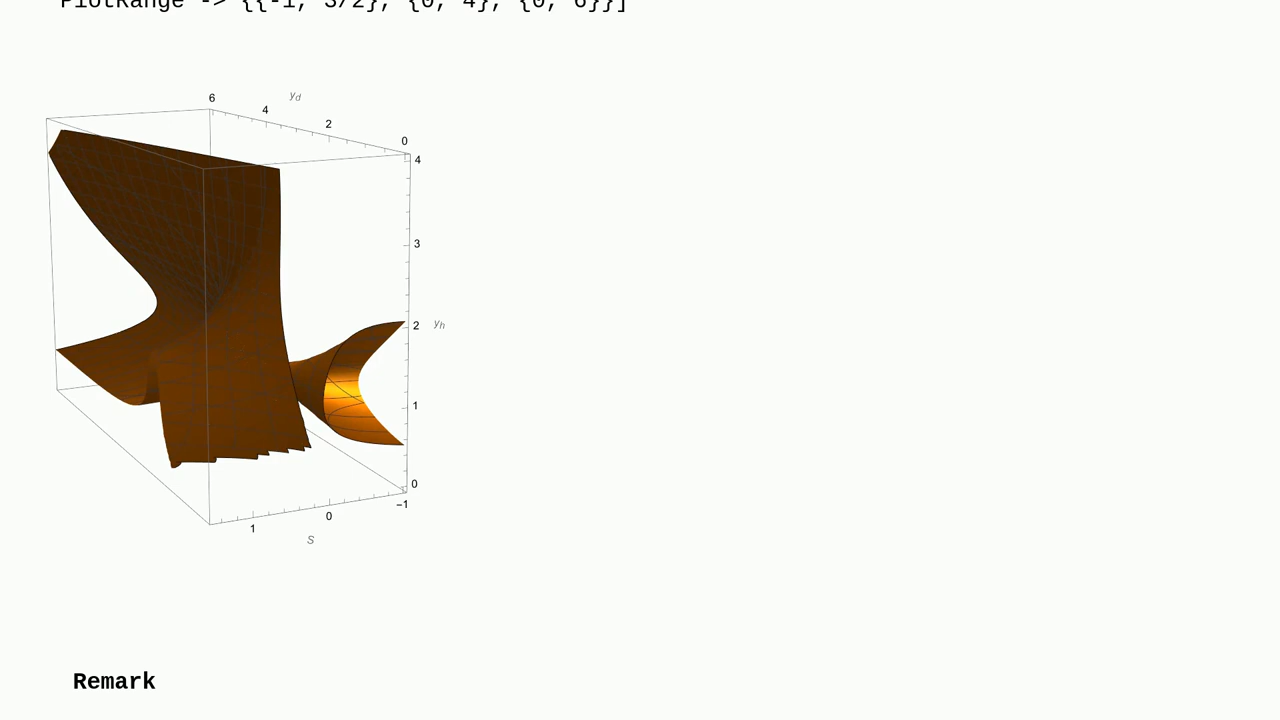 PlotRange -> {{-1, 3/2}, {0, 4}, {0, 6}}]
y_d
6 4 2 0
4
3
2 y_h
1
0
1 0 −1
S
Remark